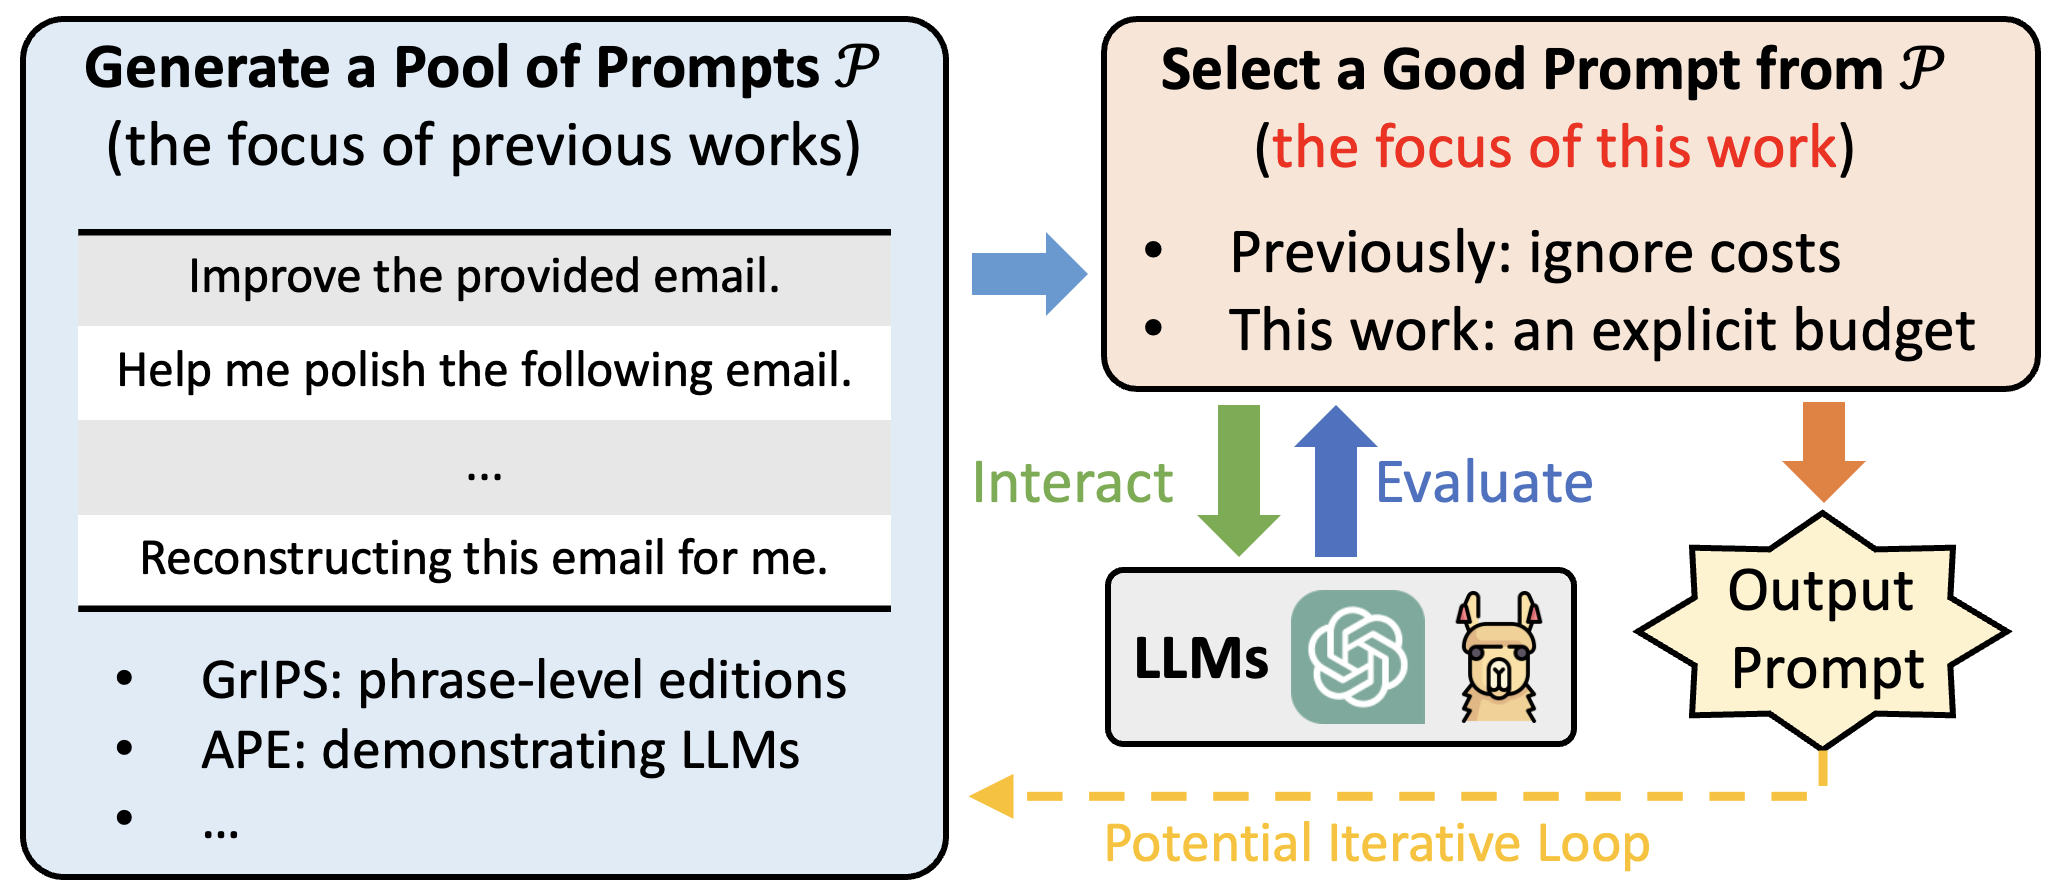 Generate a Pool of Prompts 𝒫
(the focus of previous works)
Improve the provided email.
Help me polish the following email.
...
Reconstructing this email for me.
• GrIPS: phrase-level editions
• APE: demonstrating LLMs
• ...
Select a Good Prompt from 𝒫
(the focus of this work)
• Previously: ignore costs
• This work: an explicit budget
Interact
Evaluate
LLMs
Output
Prompt
Potential Iterative Loop